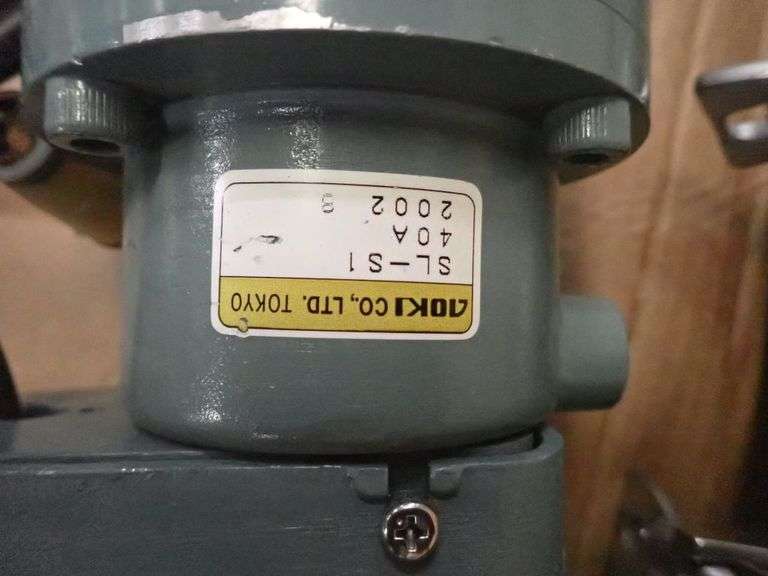 AOKI CO., LTD. TOKYO
SL-S1
40A
2002